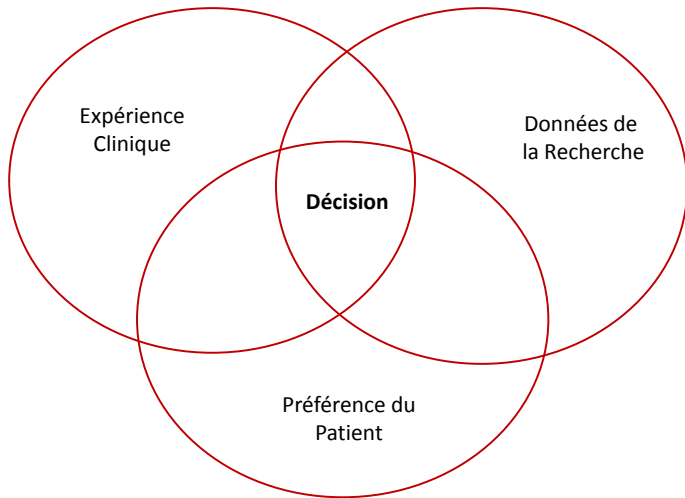 Expérience
Clinique
Données de
la Recherche
Décision
Préférence du
Patient